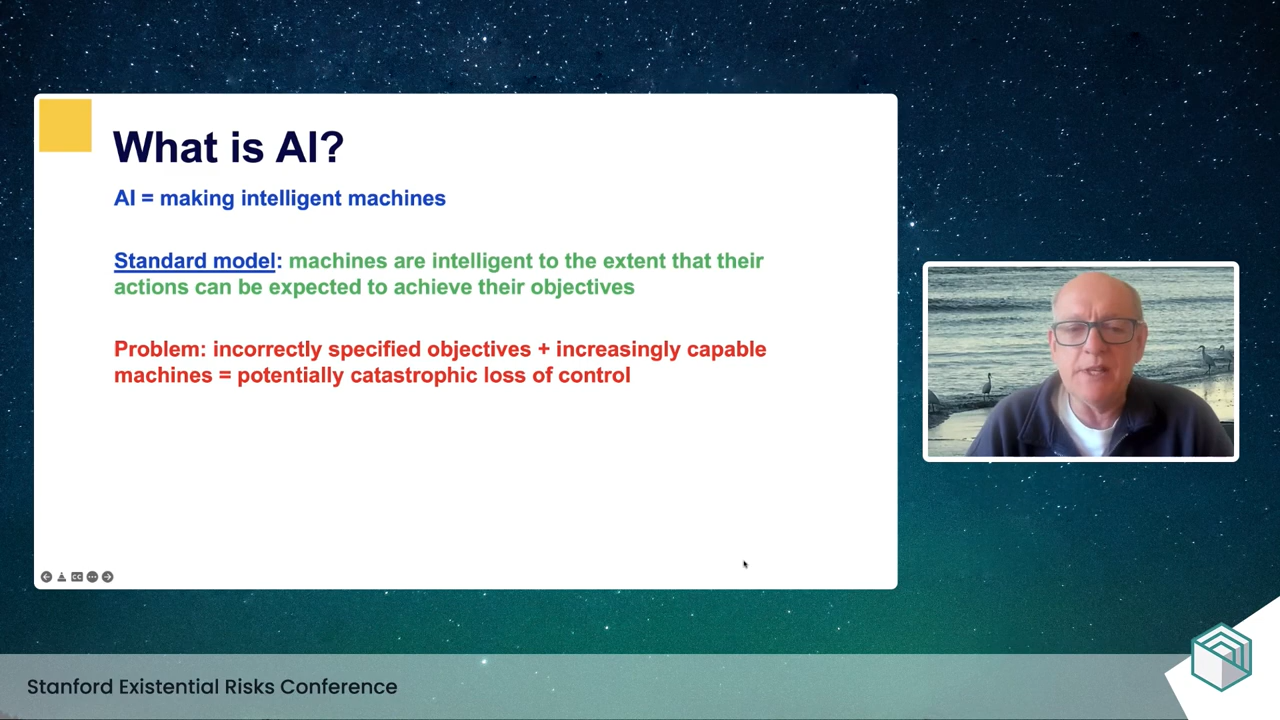 What is AI?
AI = making intelligent machines
Standard model: machines are intelligent to the extent that their
actions can be expected to achieve their objectives
Problem: incorrectly specified objectives + increasingly capable
machines = potentially catastrophic loss of control
CC
Stanford Existential Risks Conference